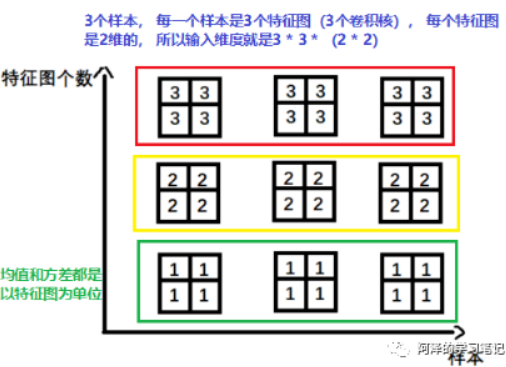 3个样本， 每一个样本是3个特征图（3个卷积核）， 每个特征图
是2维的， 所以输入维度就是3 * 3 * （2 * 2）
特征图个数
3 3 3 3 3 3
3 3 3 3 3 3
2 2 2 2 2 2
2 2 2 2 2 2
均值和方差都是
以特征图为单位
1 1 1 1 1 1
1 1 1 1 1 1
阿泽的学习笔记
样本